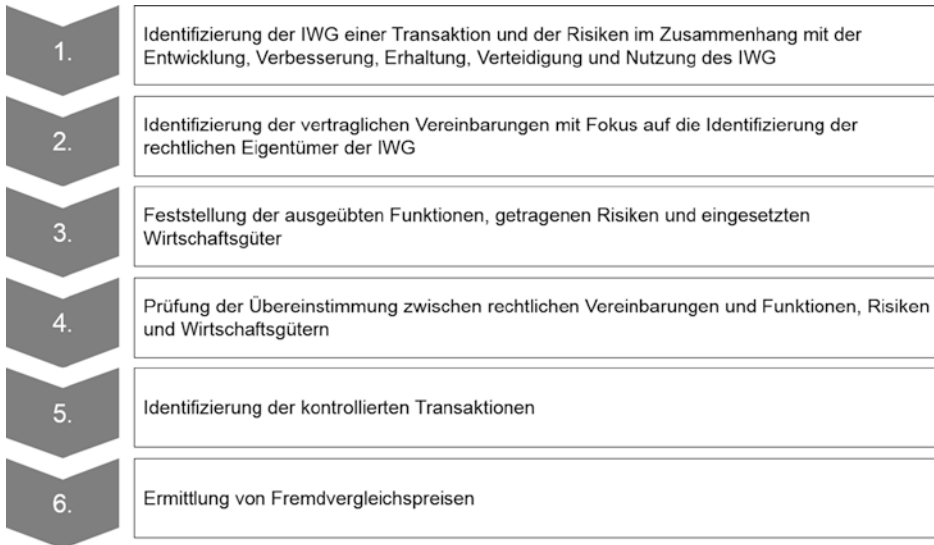 1.
Identifizierung der IWG einer Transaktion und der Risiken im Zusammenhang mit der
Entwicklung, Verbesserung, Erhaltung, Verteidigung und Nutzung des IWG
2.
Identifizierung der vertraglichen Vereinbarungen mit Fokus auf die Identifizierung der
rechtlichen Eigentümer der IWG
3.
Feststellung der ausgeübten Funktionen, getragenen Risiken und eingesetzten
Wirtschaftsgüter
4.
Prüfung der Übereinstimmung zwischen rechtlichen Vereinbarungen und Funktionen, Risiken
und Wirtschaftsgütern
5.
Identifizierung der kontrollierten Transaktionen
6.
Ermittlung von Fremdvergleichspreisen